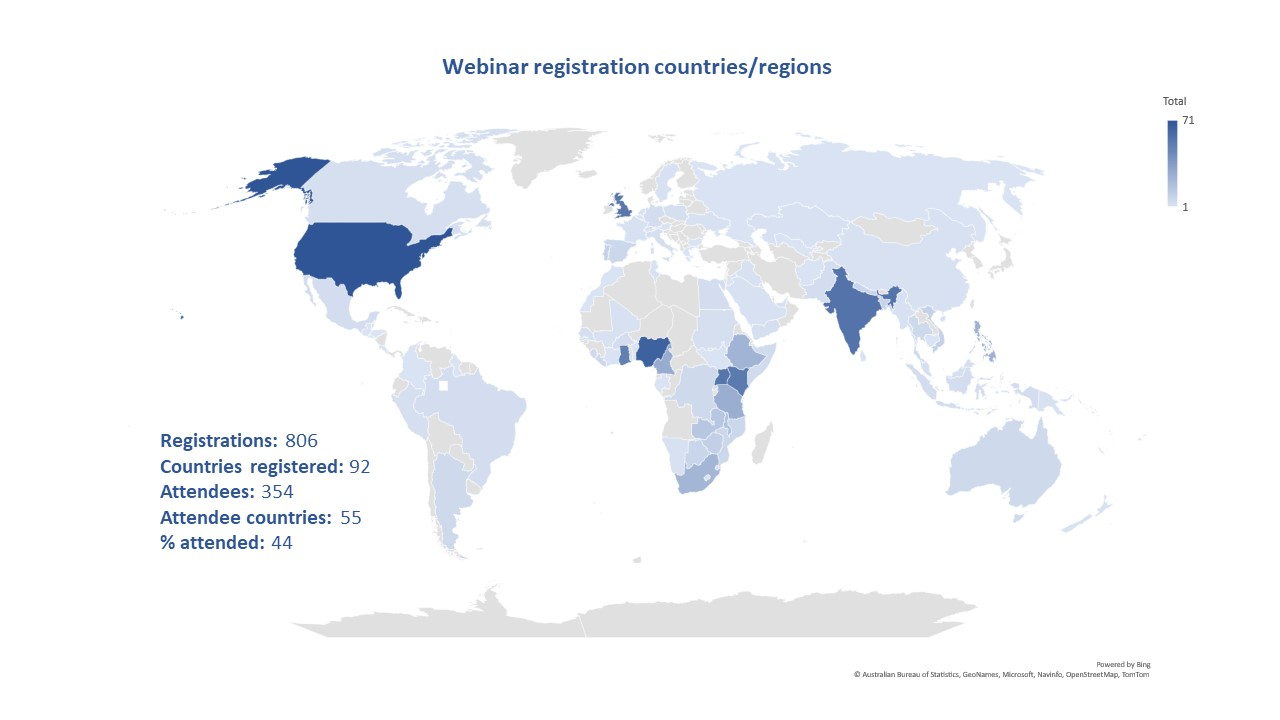 Webinar registration countries/regions
Total
71
1
Registrations: 806
Countries registered: 92
Attendees: 354
Attendee countries: 55
% attended: 44
Powered by Bing
© Australian Bureau of Statistics, GeoNames, Microsoft, Navinfo, OpenStreetMap, TomTom